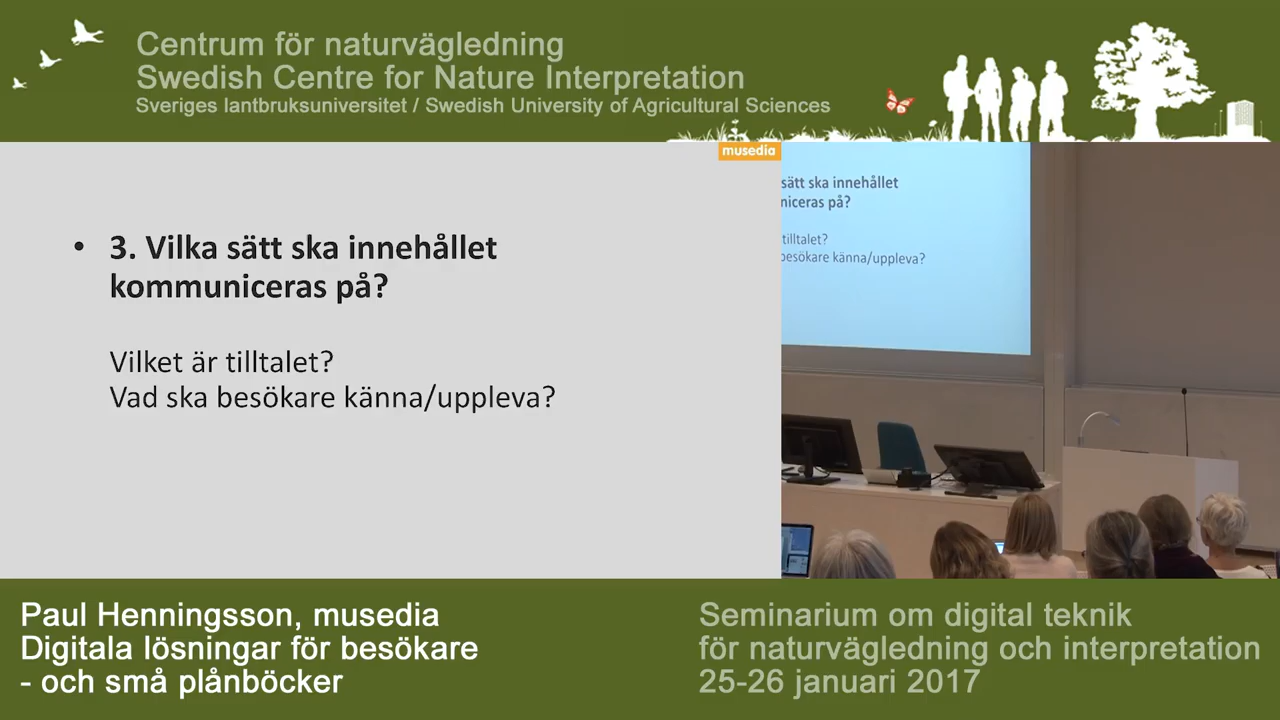 Centrum för naturvägledning
Swedish Centre for Nature Interpretation
Sveriges lantbruksuniversitet / Swedish University of Agricultural Sciences
musedia
• 3. Vilka sätt ska innehållet
kommuniceras på?
Vilket är tilltalet?
Vad ska besökare känna/uppleva?
sätt ska innehållet
niceras på?
tilltalet?
besökare känna/uppleva?
Paul Henningsson, musedia
Digitala lösningar för besökare
- och små plånböcker
Seminarium om digital teknik
för naturvägledning och interpretation
25-26 januari 2017